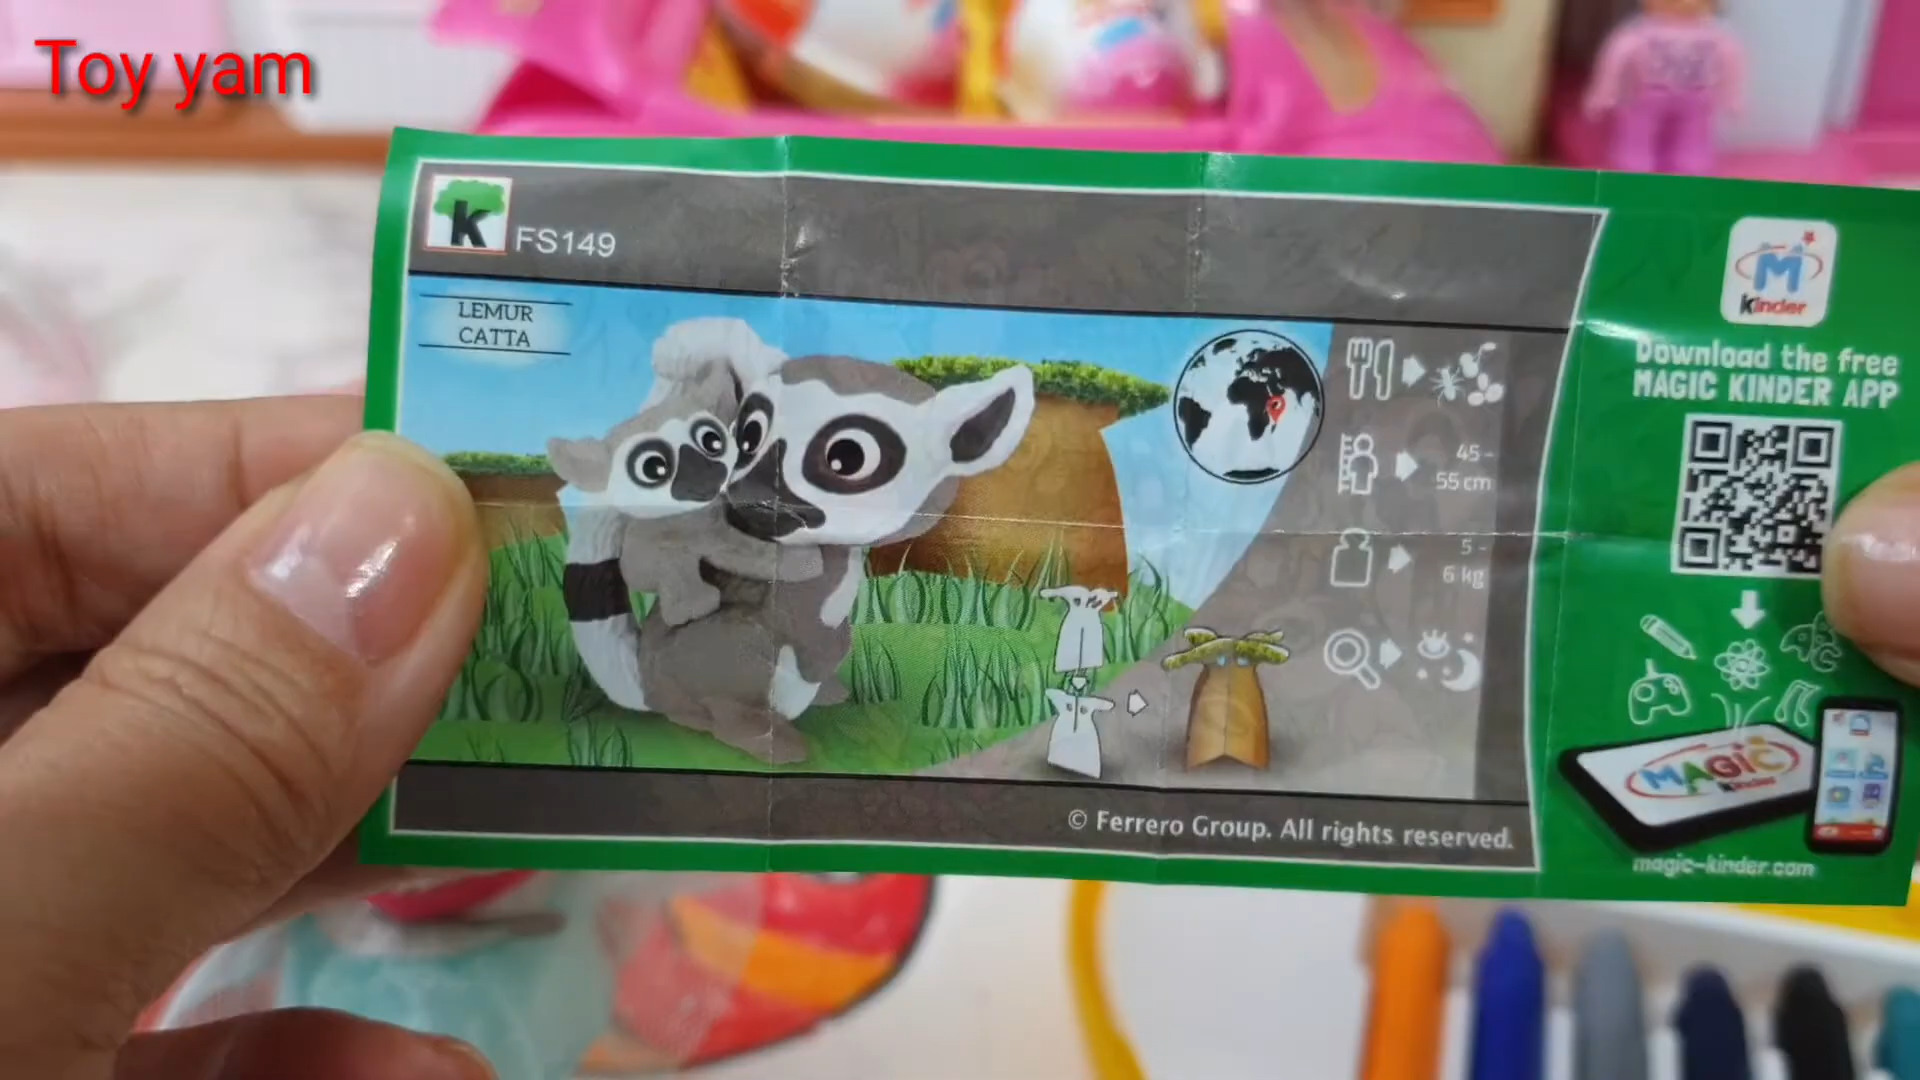 Toy yam
K
FS149
LEMUR
CATTA
45 -
55 cm
5 -
6 kg
© Ferrero Group. All rights reserved.
M
kinder
Download the free
MAGIC KINDER APP
MAGIC
kinder
magic-kinder.com